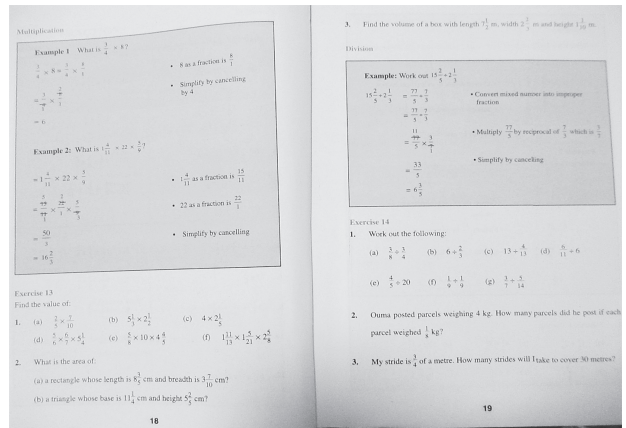 Multiplication
Example 1 What is 3/4 × 8?
3/4 × 8 = 3/4 × 8/1
• 8 as a fraction is 8/1
• Simplify by cancelling
by 4
= 6
Example 2: What is 1 4/11 × 22 × 5/9?
= 1 4/11 × 22 × 5/9
• 1 4/11 as a fraction is 15/11
• 22 as a fraction is 22/1
= 50/3
• Simplify by cancelling
= 16 2/3
Exercise 13
Find the value of:
1. (a) 2/5 × 7/10 (b) 5 1/3 × 2 1/2 (c) 4 × 2 1/5
(d) 5/6 × 6/7 × 5 1/4 (e) 5/8 × 10 × 4 4/5 (f) 1 11/13 × 1 5/21 × 2 5/8
2. What is the area of:
(a) a rectangle whose length is 8 3/5 cm and breadth is 3 7/10 cm?
(b) a triangle whose base is 11 1/4 cm and height 5 2/5 cm?
18
3. Find the volume of a box with length 7 1/2 m, width m and height m.
Division
Example: Work out 15 2/5 ÷ 2 1/3
15 2/5 ÷ 2 1/3 = 77/5 ÷ 7/3
• Convert mixed number into improper
fraction
= 77/5 ÷ 7/3
= 11 77/5 × 3/7 1
• Multiply 77/5 by reciprocal of 7/3 which is 3/7
= 33/5
• Simplify by canceling
= 6 3/5
Exercise 14
1. Work out the following:
(a) 3/8 ÷ 3/4 (b) 6 ÷ 2/3 (c) 13 ÷ 4/13 (d) 6/11 ÷ 6
(e) 4/5 ÷ 20 (f) 1/9 ÷ 1/9 (g) 3/7 ÷ 3/14
2. Ouma posted parcels weighing 4 kg. How many parcels did he post if each
parcel weighed 1/8 kg?
3. My stride is 3/4 of a metre. How many strides will I take to cover 30 metres?
19